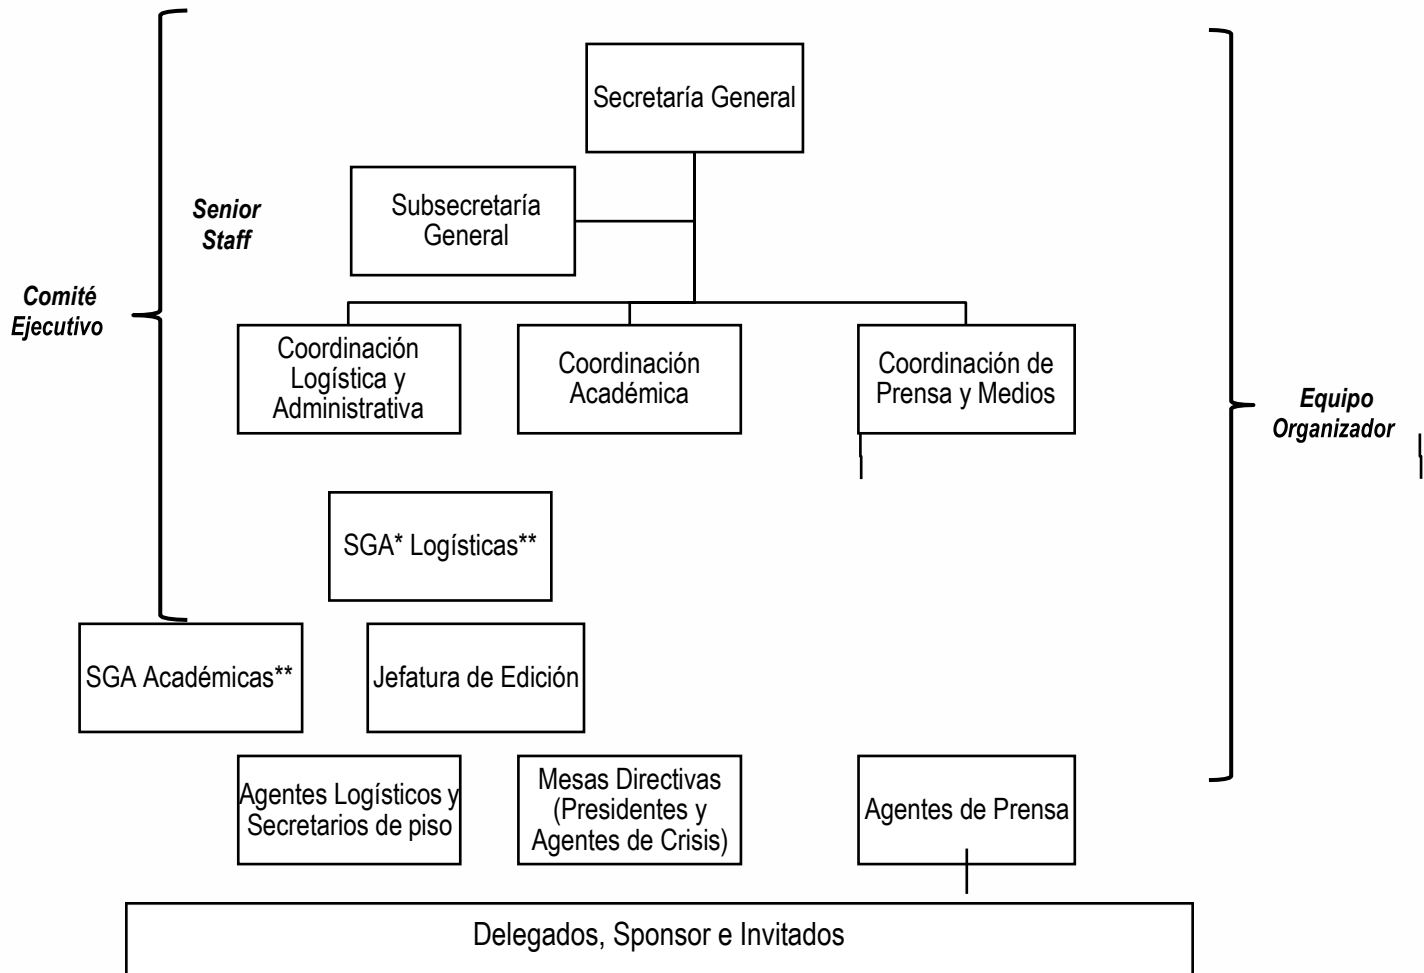 Secretaría General
Subsecretaría
General
Senior
Staff
Comité
Ejecutivo
Coordinación
Logística y
Administrativa
Coordinación
Académica
Coordinación de
Prensa y Medios
Equipo
Organizador
SGA* Logísticas**
SGA Académicas**
Jefatura de Edición
Agentes Logísticos y
Secretarios de piso
Mesas Directivas
(Presidentes y
Agentes de Crisis)
Agentes de Prensa
Delegados, Sponsor e Invitados